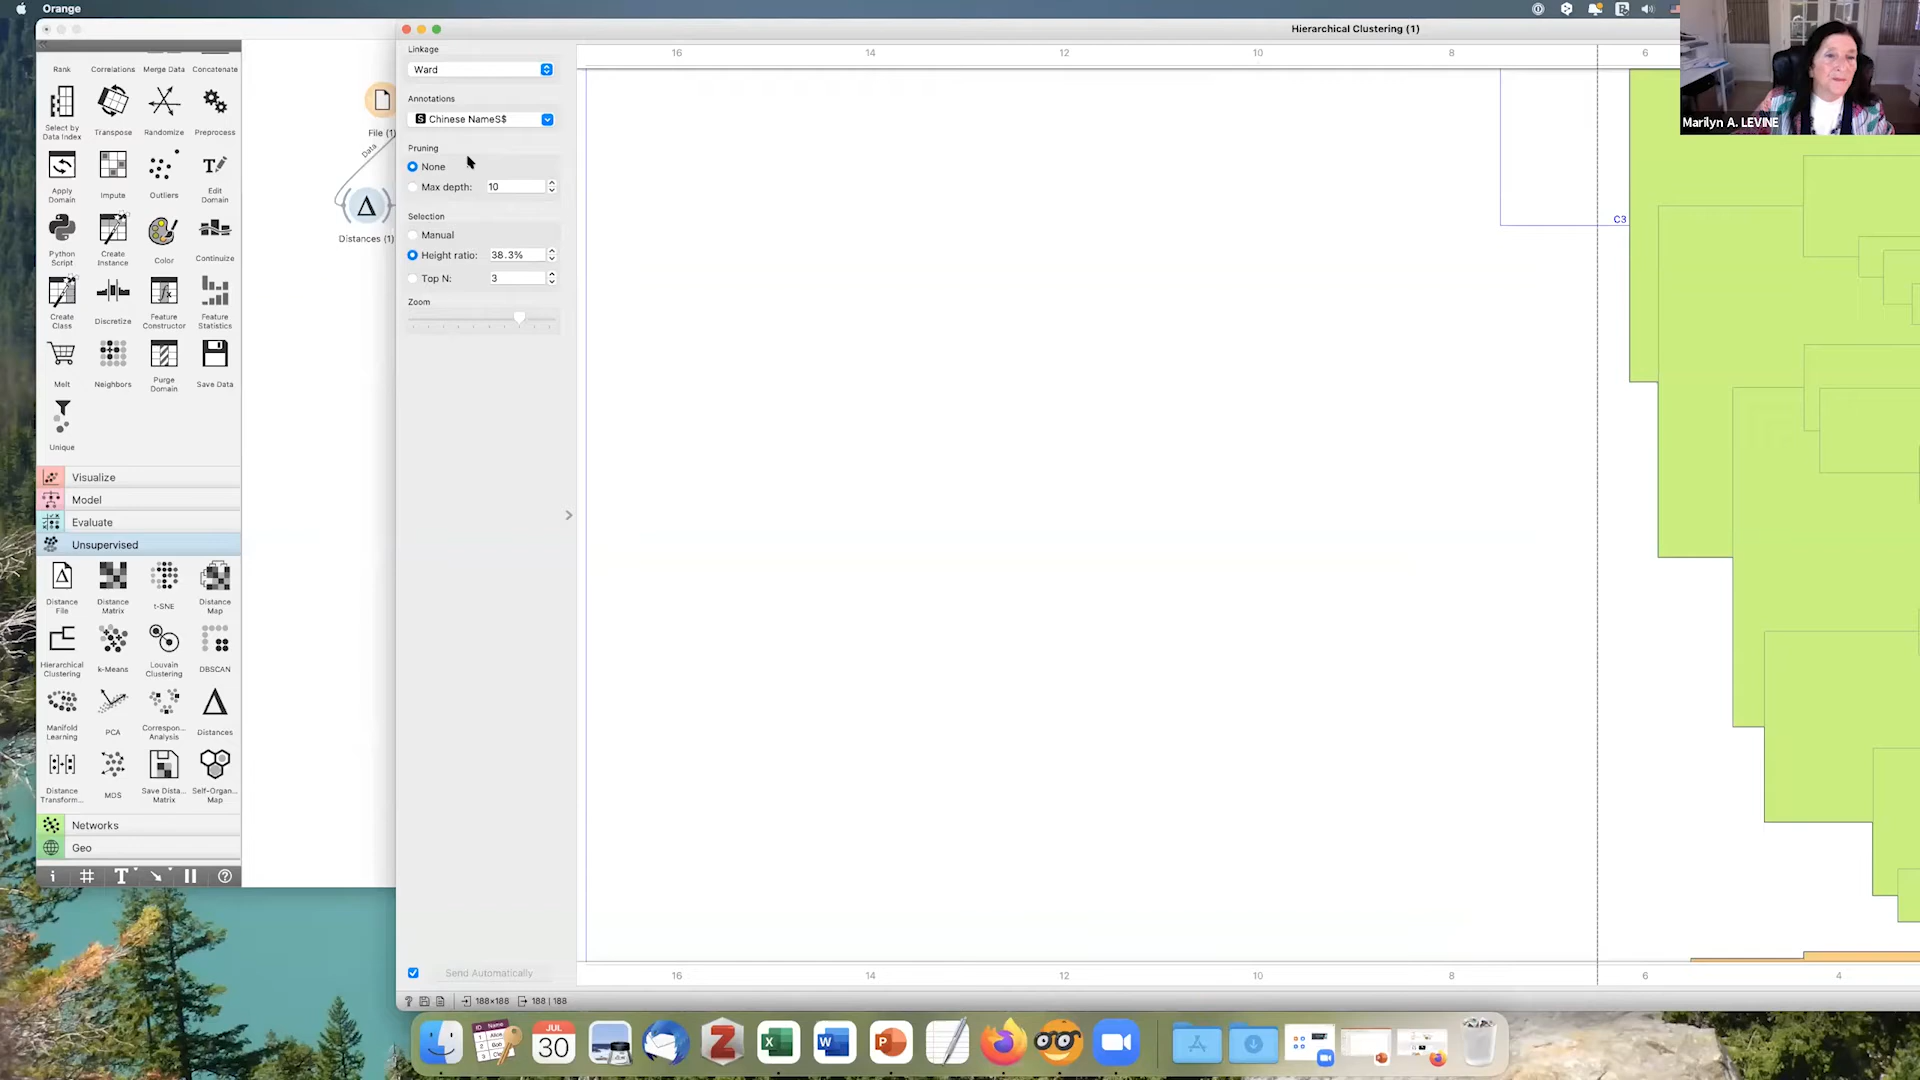 Orange
Hierarchical Clustering (1)
Marilyn A. LEVINE
Rank
Correlations
Merge Data
Concatenate
Select by
Data Index
Transpose
Randomize
Preprocess
Apply
Domain
Impute
Outliers
Edit
Domain
Python
Script
Create
Instance
Color
Continuize
Create
Class
Discretize
Feature
Constructor
Feature
Statistics
Melt
Neighbors
Purge
Domain
Save Data
Unique
Visualize
Model
Evaluate
Unsupervised
Distance
File
Distance
Matrix
t-SNE
Distance
Map
Hierarchical
Clustering
k-Means
Louvain
Clustering
DBSCAN
Manifold
Learning
PCA
Correspon...
Analysis
Distances
Distance
Transform...
MDS
Save Dista...
Matrix
Self-Organ...
Map
Networks
Geo
File (1)
Data
Distances (1)
Linkage
Ward
Annotations
S Chinese NameS$
Pruning
None
Max depth: 10
Selection
Manual
Height ratio: 38.3%
Top N: 3
Zoom
Send Automatically
188×188
188 | 188
16 14 12 10 8 6
C3
16 14 12 10 8 6 4
JUL
30